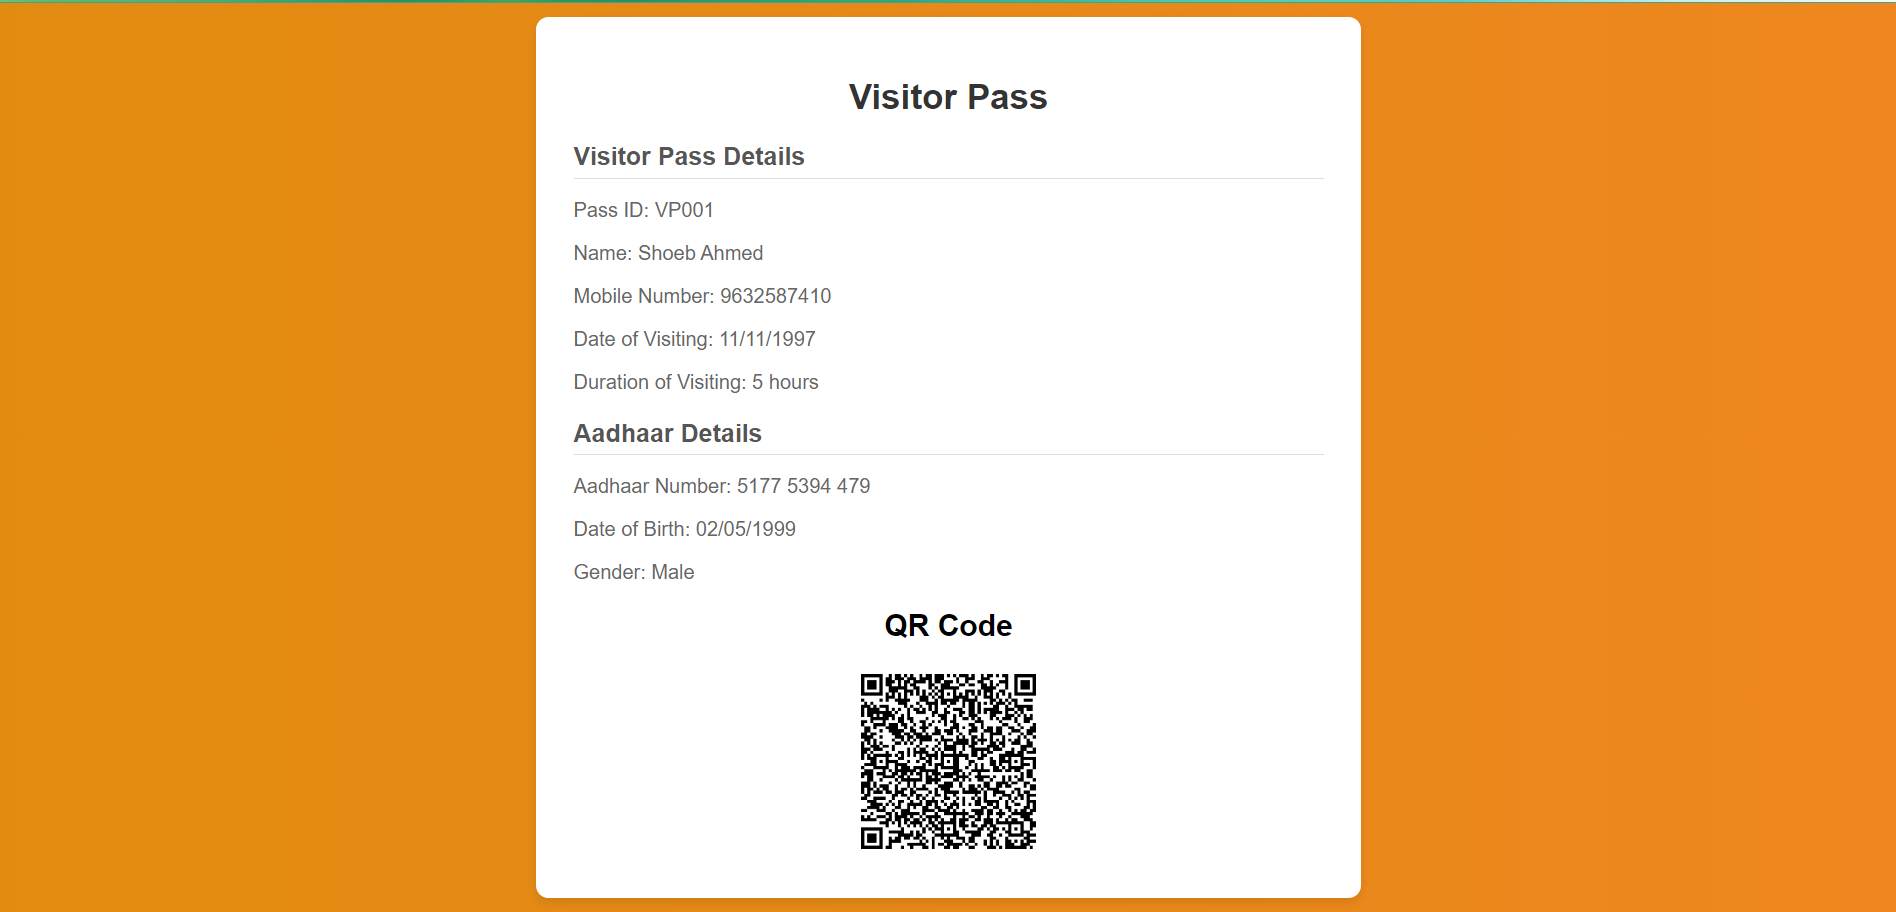 Visitor Pass
Visitor Pass Details
Pass ID: VP001
Name: Shoeb Ahmed
Mobile Number: 9632587410
Date of Visiting: 11/11/1997
Duration of Visiting: 5 hours
Aadhaar Details
Aadhaar Number: 5177 5394 479
Date of Birth: 02/05/1999
Gender: Male
QR Code